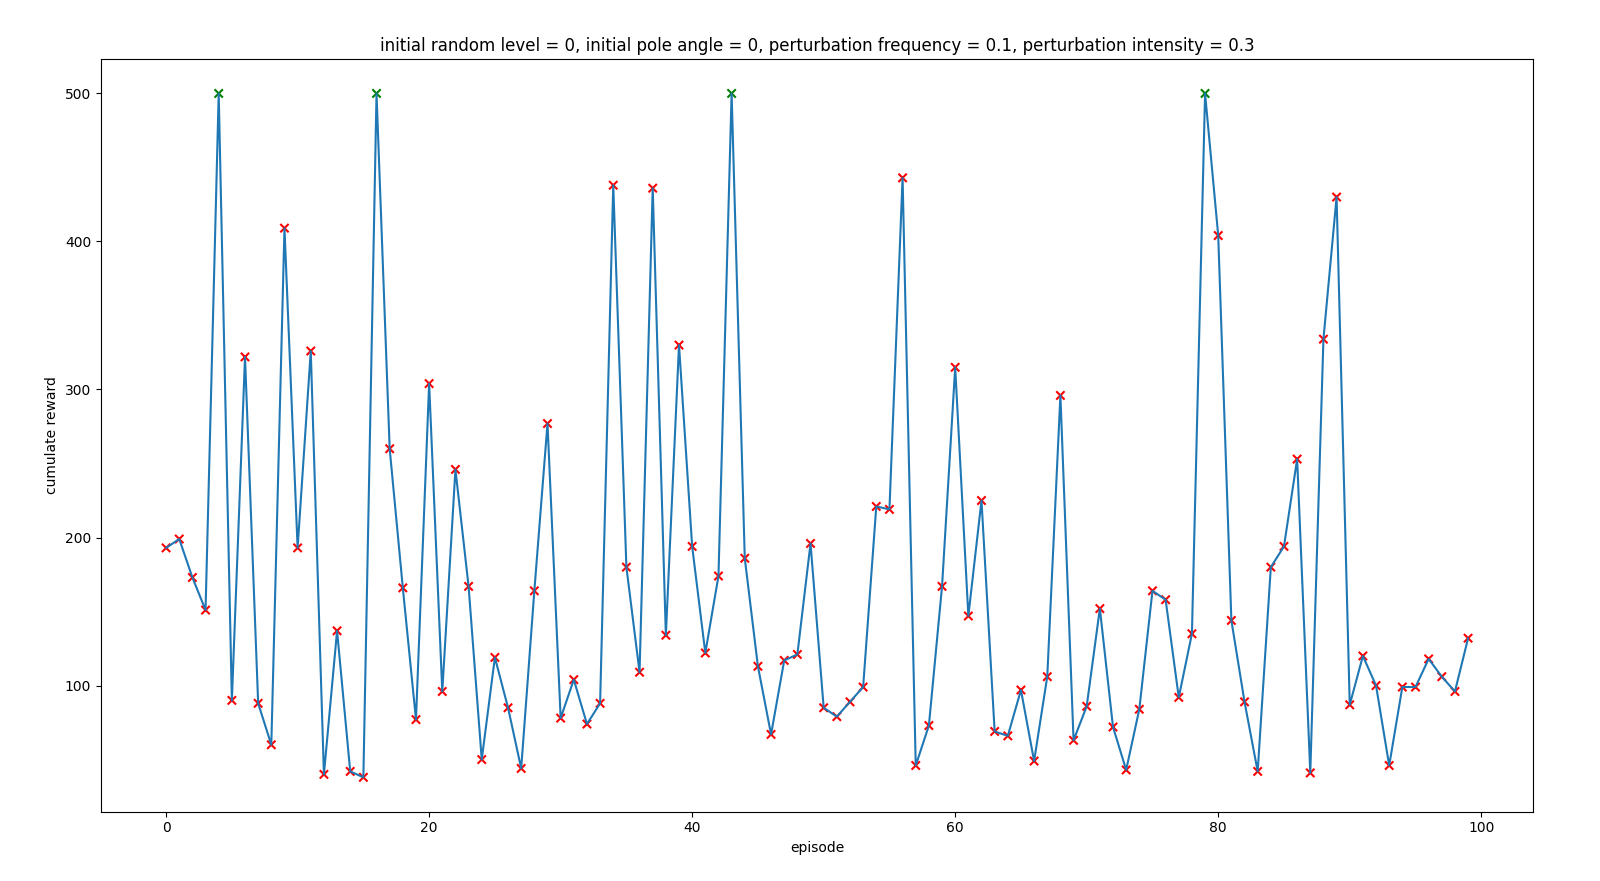 initial random level = 0, initial pole angle = 0, perturbation frequency = 0.1, perturbation intensity = 0.3
500
400
300
200
100
cumulate reward
0 20 40 60 80 100
episode